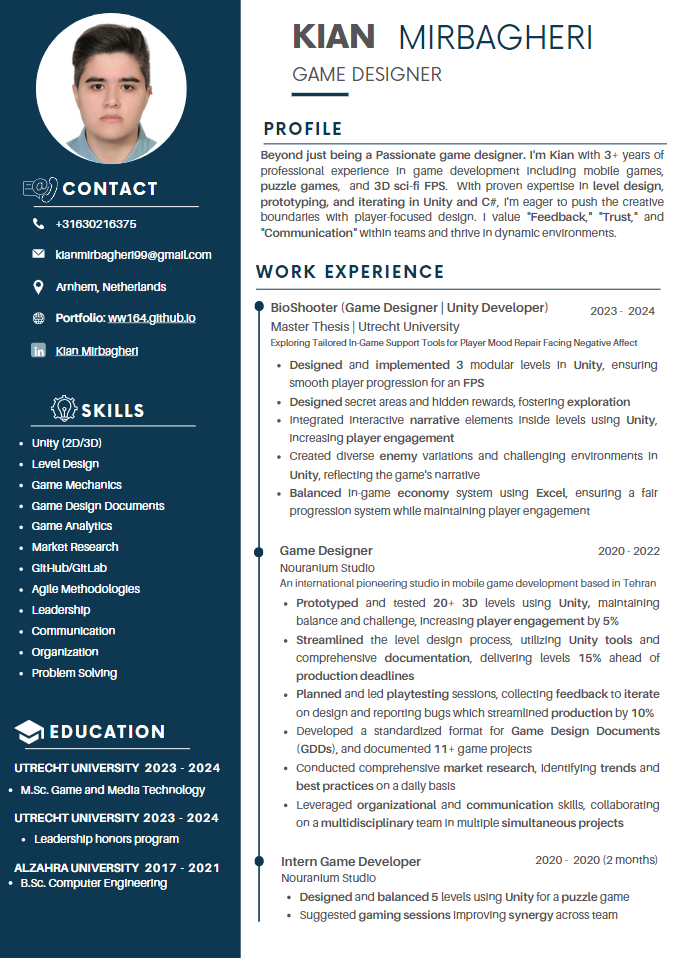 KIAN MIRBAGHERI
GAME DESIGNER
CONTACT
+31630216375
kianmirbagheri99@gmail.com
Arnhem, Netherlands
Portfolio: ww164.github.io
in
Kian Mirbagheri
SKILLS
Unity (2D/3D)
Level Design
Game Mechanics
Game Design Documents
Game Analytics
Market Research
GitHub/GitLab
Agile Methodologies
Leadership
Communication
Organization
Problem Solving
EDUCATION
UTRECHT UNIVERSITY 2023 - 2024
M.Sc. Game and Media Technology
UTRECHT UNIVERSITY 2023 - 2024
Leadership honors program
ALZAHRA UNIVERSITY 2017 - 2021
B.Sc. Computer Engineering
PROFILE
Beyond just being a Passionate game designer. I'm Kian with 3+ years of
professional experience in game development including mobile games,
puzzle games, and 3D sci-fi FPS. With proven expertise in level design,
prototyping, and iterating in Unity and C#, I'm eager to push the creative
boundaries with player-focused design. I value "Feedback," "Trust," and
"Communication" within teams and thrive in dynamic environments.
WORK EXPERIENCE
BioShooter (Game Designer | Unity Developer) 2023 - 2024
Master Thesis | Utrecht University
Exploring Tailored In-Game Support Tools for Player Mood Repair Facing Negative Affect
Designed and implemented 3 modular levels in Unity, ensuring
smooth player progression for an FPS
Designed secret areas and hidden rewards, fostering exploration
Integrated interactive narrative elements inside levels using Unity,
increasing player engagement
Created diverse enemy variations and challenging environments in
Unity, reflecting the game's narrative
Balanced in-game economy system using Excel, ensuring a fair
progression system while maintaining player engagement
Game Designer 2020 - 2022
Nouranium Studio
An international pioneering studio in mobile game development based in Tehran
Prototyped and tested 20+ 3D levels using Unity, maintaining
balance and challenge, increasing player engagement by 5%
Streamlined the level design process, utilizing Unity tools and
comprehensive documentation, delivering levels 15% ahead of
production deadlines
Planned and led playtesting sessions, collecting feedback to iterate
on design and reporting bugs which streamlined production by 10%
Developed a standardized format for Game Design Documents
(GDDs), and documented 11+ game projects
Conducted comprehensive market research, identifying trends and
best practices on a daily basis
Leveraged organizational and communication skills, collaborating
on a multidisciplinary team in multiple simultaneous projects
Intern Game Developer 2020 - 2020 (2 months)
Nouranium Studio
Designed and balanced 5 levels using Unity for a puzzle game
Suggested gaming sessions improving synergy across team